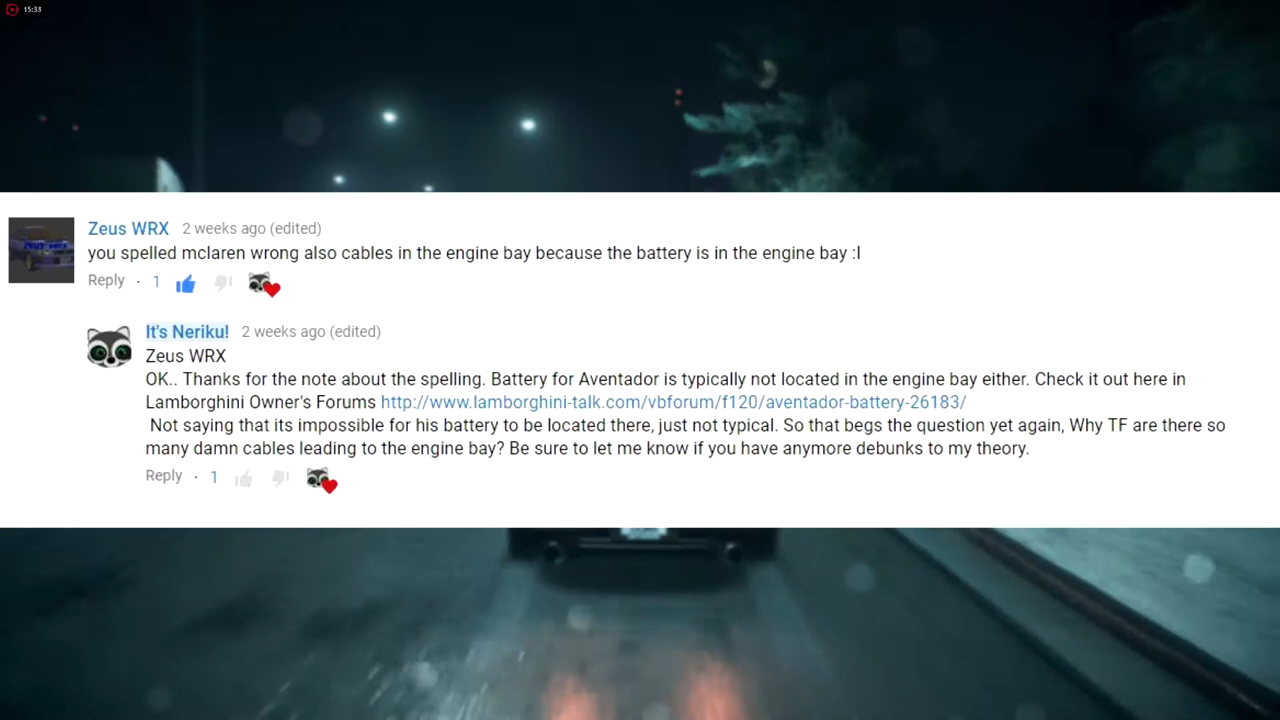 15:33
Zeus WRX 2 weeks ago (edited)
you spelled mclaren wrong also cables in the engine bay because the battery is in the engine bay :l
Reply · 1
It's Neriku! 2 weeks ago (edited)
Zeus WRX
OK.. Thanks for the note about the spelling. Battery for Aventador is typically not located in the engine bay either. Check it out here in
Lamborghini Owner's Forums http://www.lamborghini-talk.com/vbforum/f120/aventador-battery-26183/
Not saying that its impossible for his battery to be located there, just not typical. So that begs the question yet again, Why TF are there so
many damn cables leading to the engine bay? Be sure to let me know if you have anymore debunks to my theory.
Reply · 1